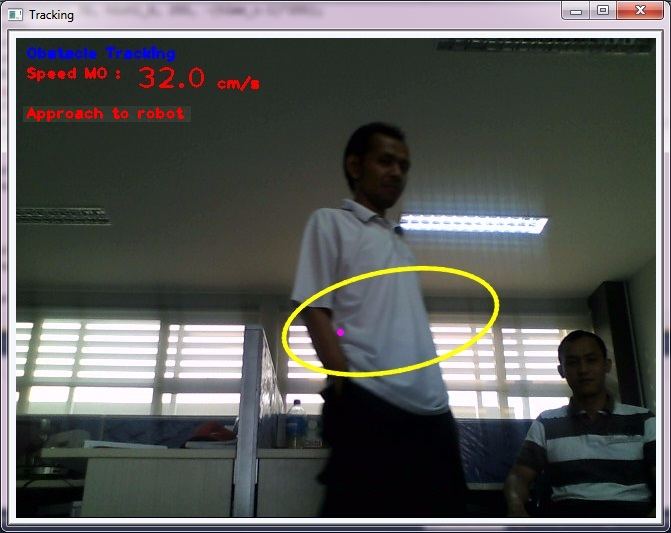 Tracking
Obstacle Tracking
Speed MO : 32.0 cm/s
Approach to robot